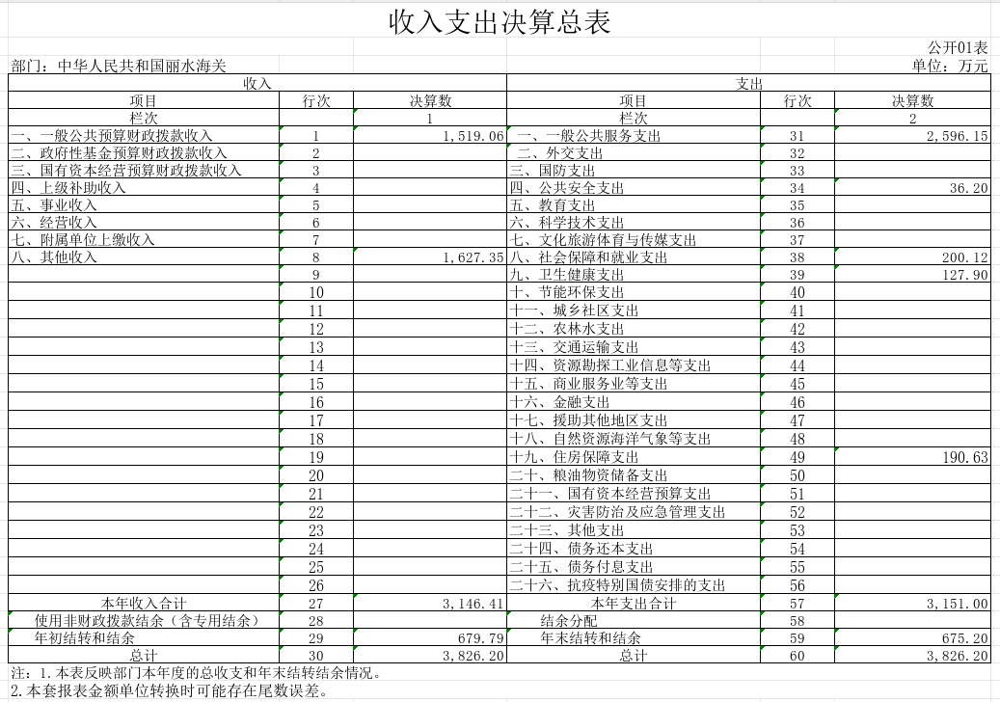 收入支出决算总表
公开01表
部门：中华人民共和国丽水海关 单位：万元
收入 支出
项目 行次 决算数 项目 行次 决算数
栏次 1 栏次 2
一、一般公共预算财政拨款收入 1 1,519.06 一、一般公共服务支出 31 2,596.15
二、政府性基金预算财政拨款收入 2 二、外交支出 32
三、国有资本经营预算财政拨款收入 3 三、国防支出 33
四、上级补助收入 4 四、公共安全支出 34 36.20
五、事业收入 5 五、教育支出 35
六、经营收入 6 六、科学技术支出 36
七、附属单位上缴收入 7 七、文化旅游体育与传媒支出 37
八、其他收入 8 1,627.35 八、社会保障和就业支出 38 200.12
9 九、卫生健康支出 39 127.90
10 十、节能环保支出 40
11 十一、城乡社区支出 41
12 十二、农林水支出 42
13 十三、交通运输支出 43
14 十四、资源勘探工业信息等支出 44
15 十五、商业服务业等支出 45
16 十六、金融支出 46
17 十七、援助其他地区支出 47
18 十八、自然资源海洋气象等支出 48
19 十九、住房保障支出 49 190.63
20 二十、粮油物资储备支出 50
21 二十一、国有资本经营预算支出 51
22 二十二、灾害防治及应急管理支出 52
23 二十三、其他支出 53
24 二十四、债务还本支出 54
25 二十五、债务付息支出 55
26 二十六、抗疫特别国债安排的支出 56
本年收入合计 27 3,146.41 本年支出合计 57 3,151.00
使用非财政拨款结余（含专用结余） 28 结余分配 58
年初结转和结余 29 679.79 年末结转和结余 59 675.20
总计 30 3,826.20 总计 60 3,826.20
注：1.本表反映部门本年度的总收支和年末结转结余情况。
2.本套报表金额单位转换时可能存在尾数误差。